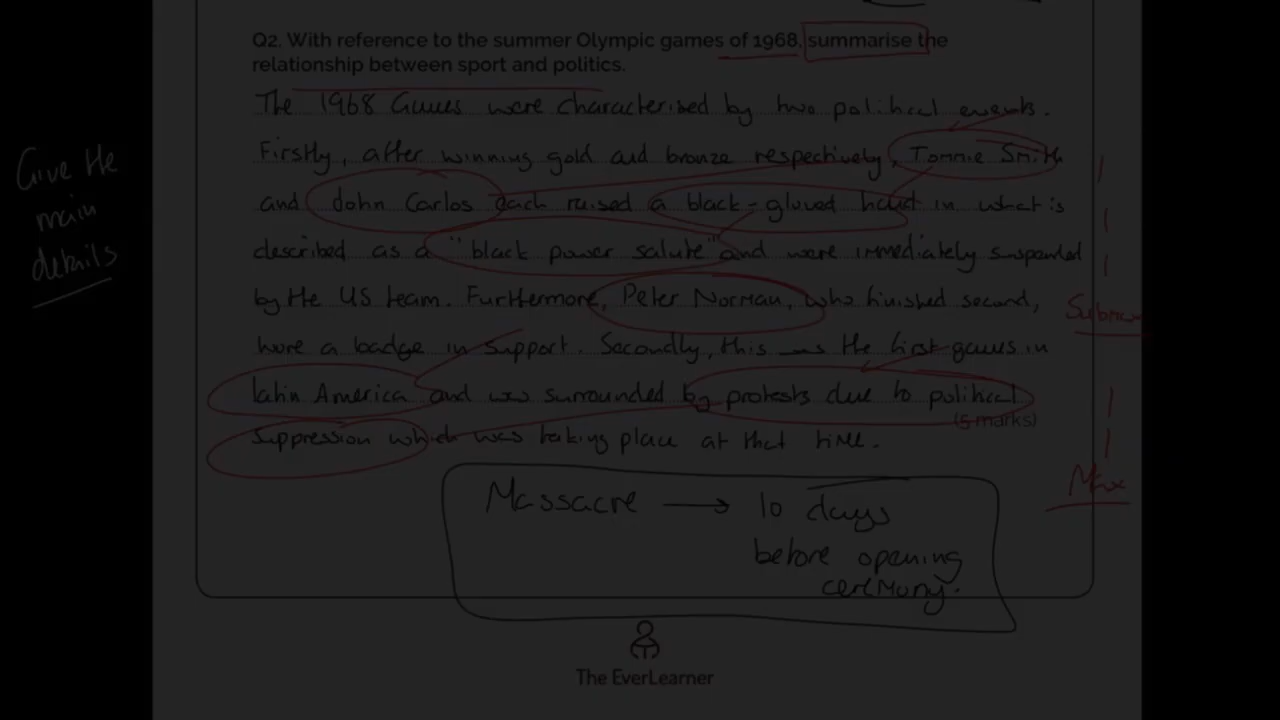 Q2. With reference to the summer Olympic games of 1968, summarise the
relationship between sport and politics.
The 1968 Games were characterised by two political events.
Firstly, after winning gold and bronze respectively, Tommie Smith
and John Carlos each raised a black-gloved hand in what is
described as a "black power salute" and were immediately suspended
by the US team. Furthermore, Peter Norman, who finished second,
wore a badge in support. Secondly, this was the first games in
Latin America and was surrounded by protests due to political
(5 marks)
suppression which was taking place at that time.
Give the
main
details
Max
Massacre → 10 days
before opening
ceremony.
The EverLearner